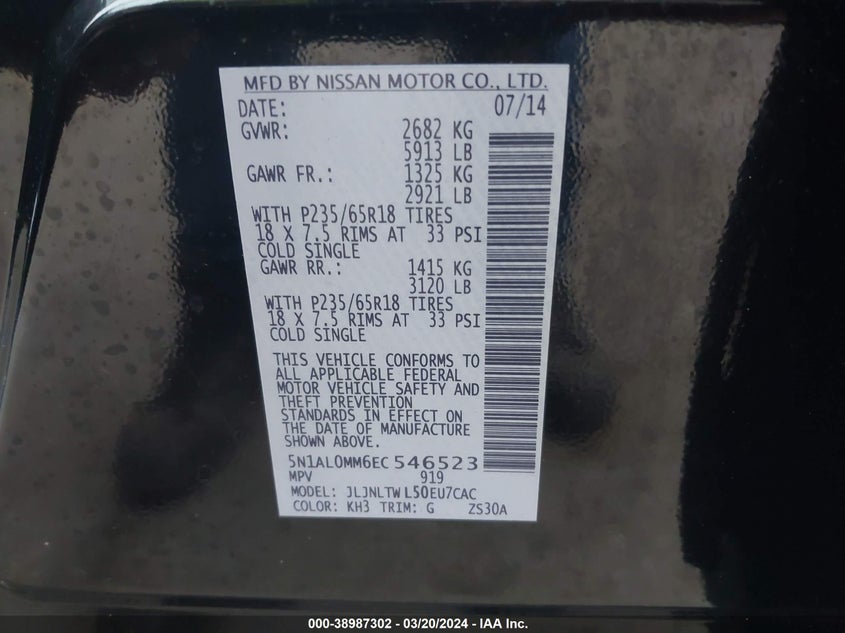 MFD BY NISSAN MOTOR CO., LTD.
DATE: 07/14
GVWR: 2682 KG
5913 LB
GAWR FR.: 1325 KG
2921 LB
WITH P235/65R18 TIRES
18 X 7.5 RIMS AT 33 PSI
COLD SINGLE
GAWR RR.: 1415 KG
3120 LB
WITH P235/65R18 TIRES
18 X 7.5 RIMS AT 33 PSI
COLD SINGLE
THIS VEHICLE CONFORMS TO
ALL APPLICABLE FEDERAL
MOTOR VEHICLE SAFETY AND
THEFT PREVENTION
STANDARDS IN EFFECT ON
THE DATE OF MANUFACTURE
SHOWN ABOVE.
5N1AL0MM6EC 546523
MPV 919
MODEL: JLJNLTW L50EU7CAC
COLOR: KH3 TRIM: G ZS30A
000-38987302 — 03/20/2024 — IAA Inc.